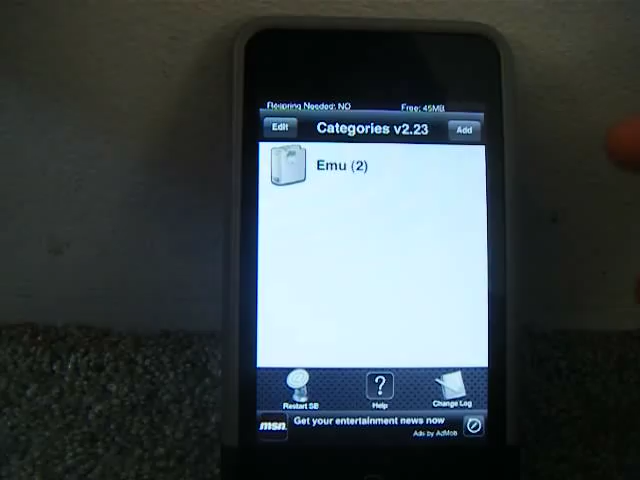 Respring Needed: NO Free: 45MB
Edit Categories v2.23 Add
Emu (2)
Restart SB Help Change Log
msn Get your entertainment news now
Ads by AdMob